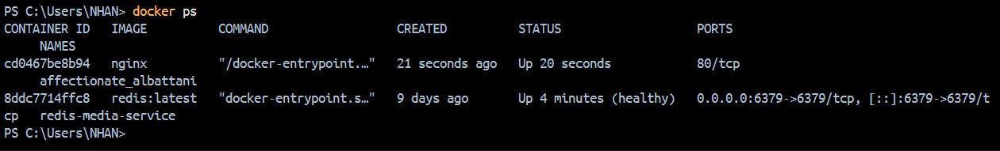 PS C:\Users\NHAN> docker ps
CONTAINER ID   IMAGE          COMMAND                  CREATED          STATUS                   PORTS
     NAMES
cd0467be8b94   nginx          "/docker-entrypoint.…"   21 seconds ago   Up 20 seconds            80/tcp
     affectionate_albattani
8ddc7714ffc8   redis:latest   "docker-entrypoint.s…"   9 days ago       Up 4 minutes (healthy)   0.0.0.0:6379->6379/tcp, [::]:6379->6379/t
cp   redis-media-service
PS C:\Users\NHAN>